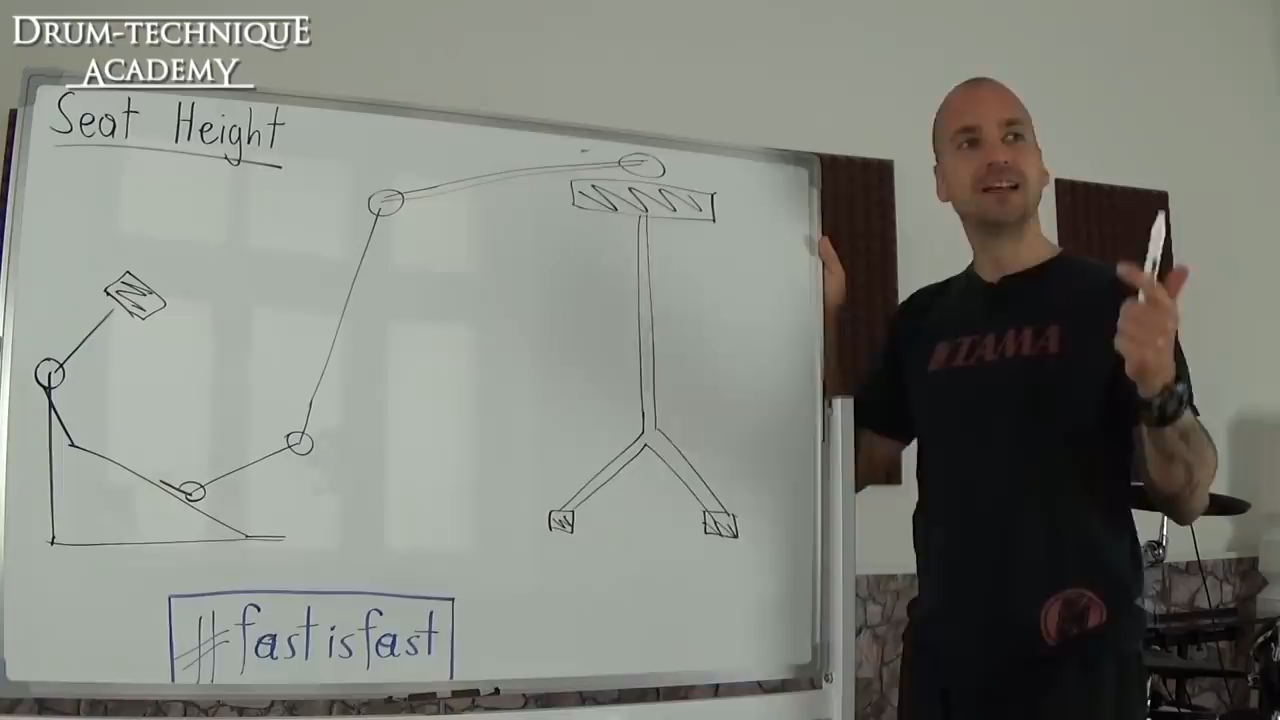 DRUM-TECHNIQUE
ACADEMY
Seat Height
TAMA
#fastisfast